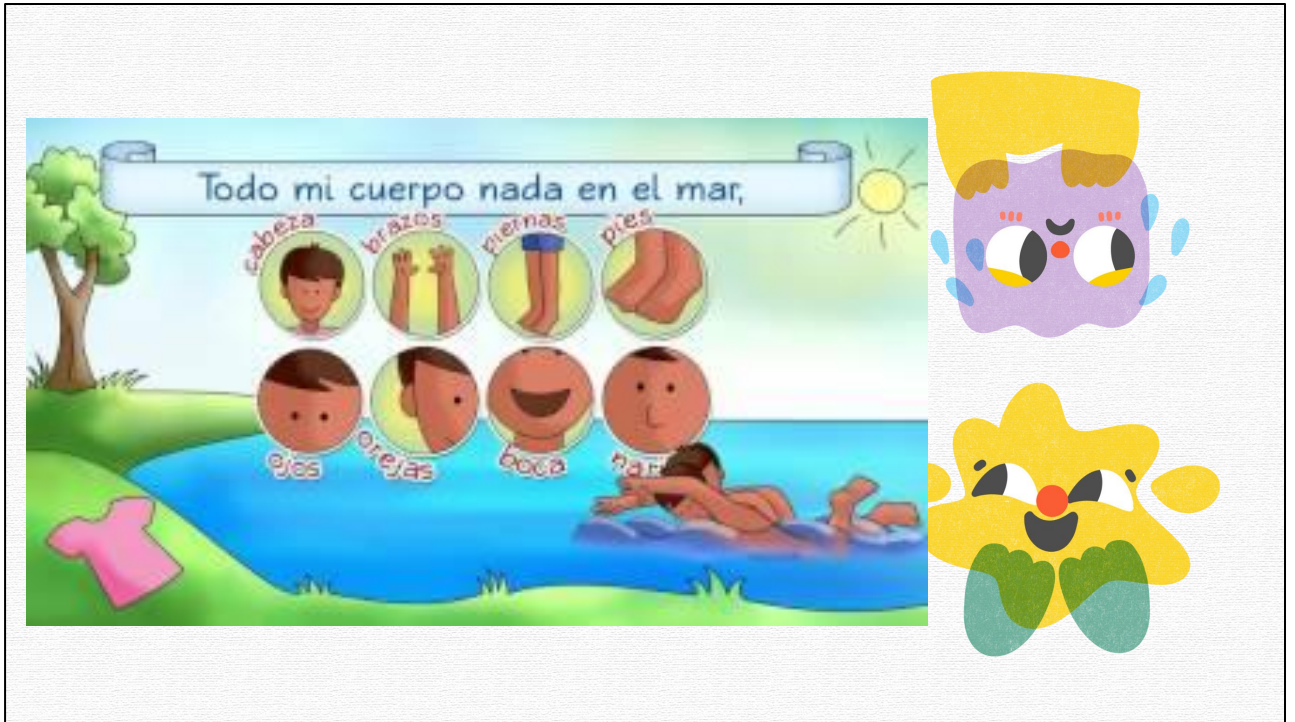 Todo mi cuerpo nada en el mar,
cabeza brazos piernas pies
ojos orejas boca